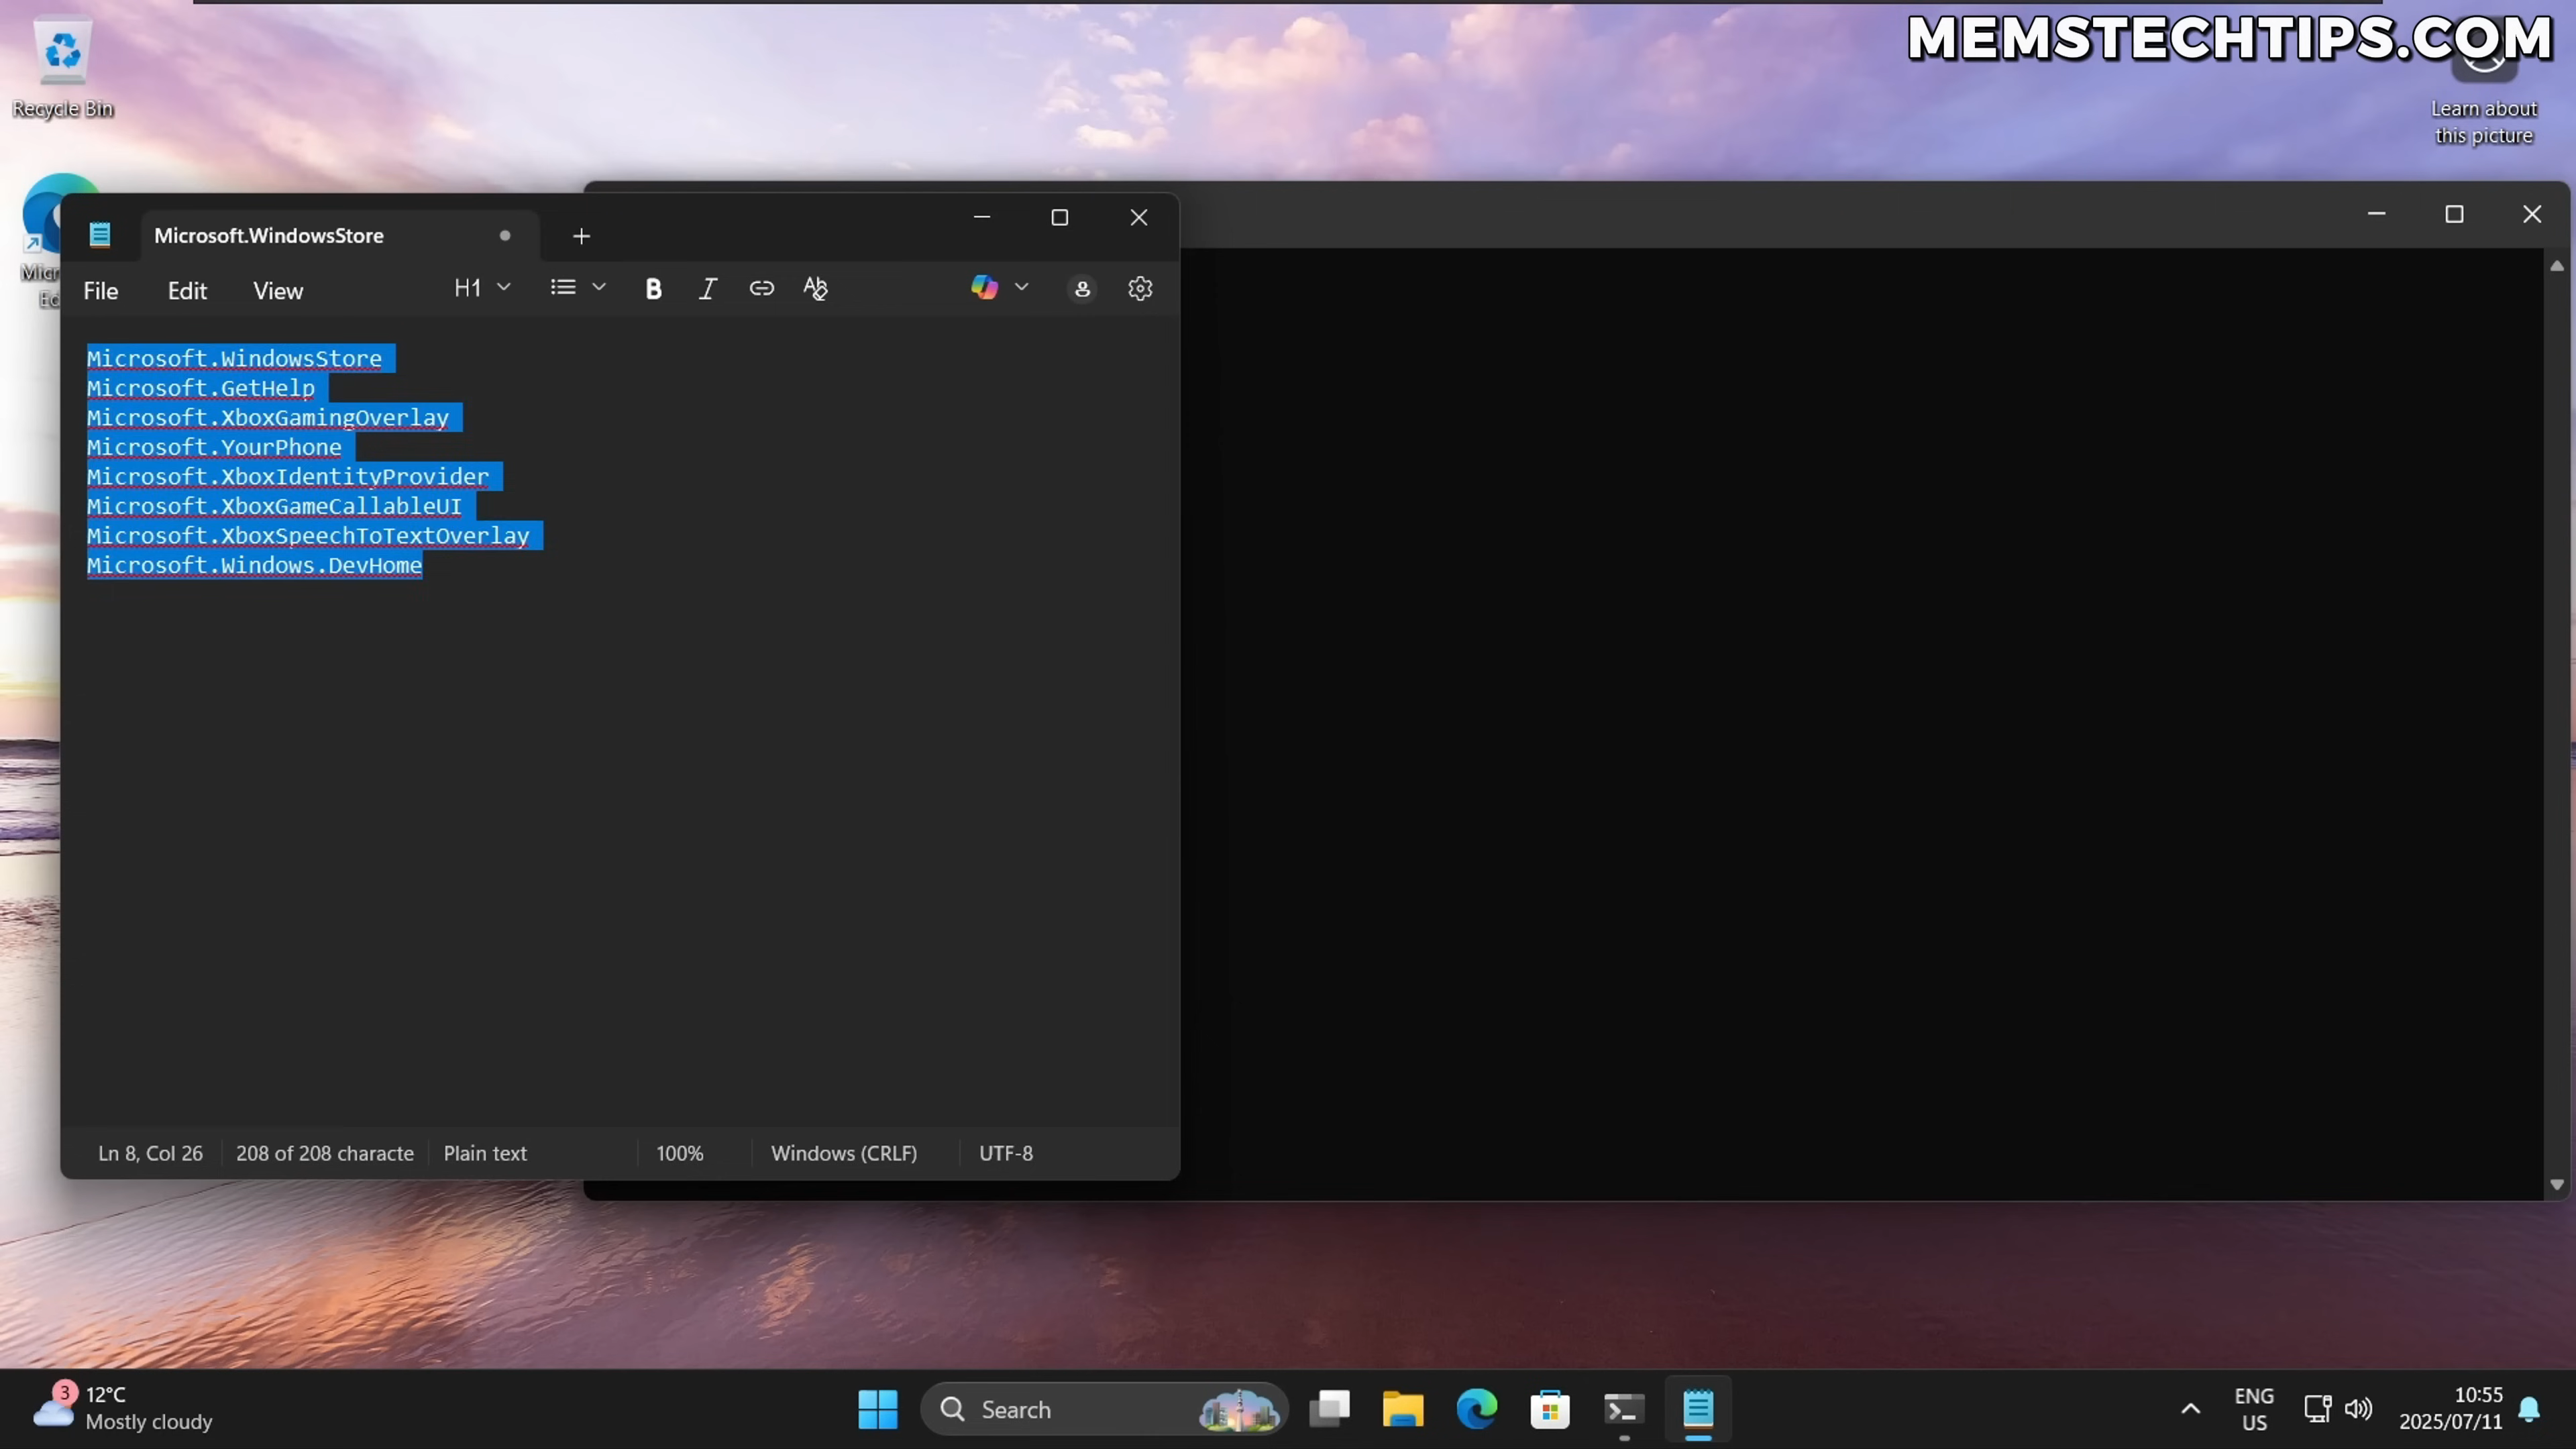 MEMSTECHTIPS.COM
Recycle Bin
Learn about
this picture
Microsoft.WindowsStore
File Edit View H1
Microsoft.WindowsStore
Microsoft.GetHelp
Microsoft.XboxGamingOverlay
Microsoft.YourPhone
Microsoft.XboxIdentityProvider
Microsoft.XboxGameCallableUI
Microsoft.XboxSpeechToTextOverlay
Microsoft.Windows.DevHome
Ln 8, Col 26 208 of 208 characte Plain text 100% Windows (CRLF) UTF-8
3
12°C
Mostly cloudy
Search
ENG
US
10:55
2025/07/11